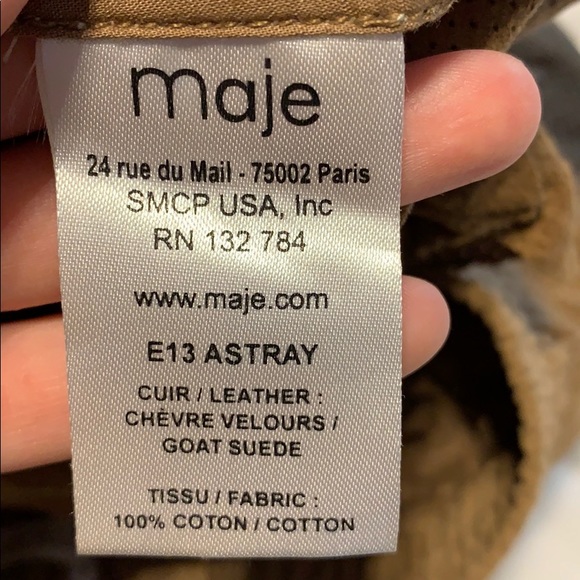 maje
24 rue du Mail - 75002 Paris
SMCP USA, Inc
RN 132 784
www.maje.com
E13 ASTRAY
CUIR / LEATHER :
CHÈVRE VELOURS /
GOAT SUEDE
TISSU / FABRIC :
100% COTON / COTTON